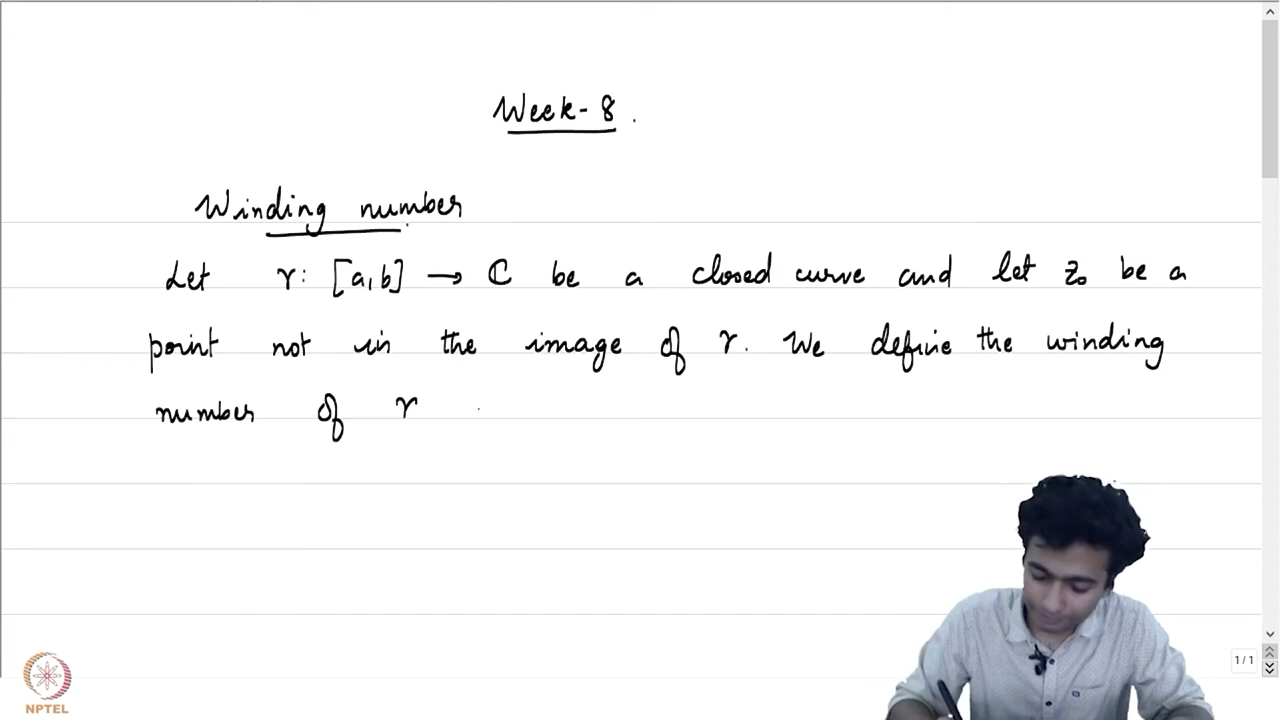 Week-8.
Winding number
Let γ: [a,b] → ℂ be a closed curve and let z₀ be a
point not in the image of γ. We define the winding
number of γ
1/1
NPTEL